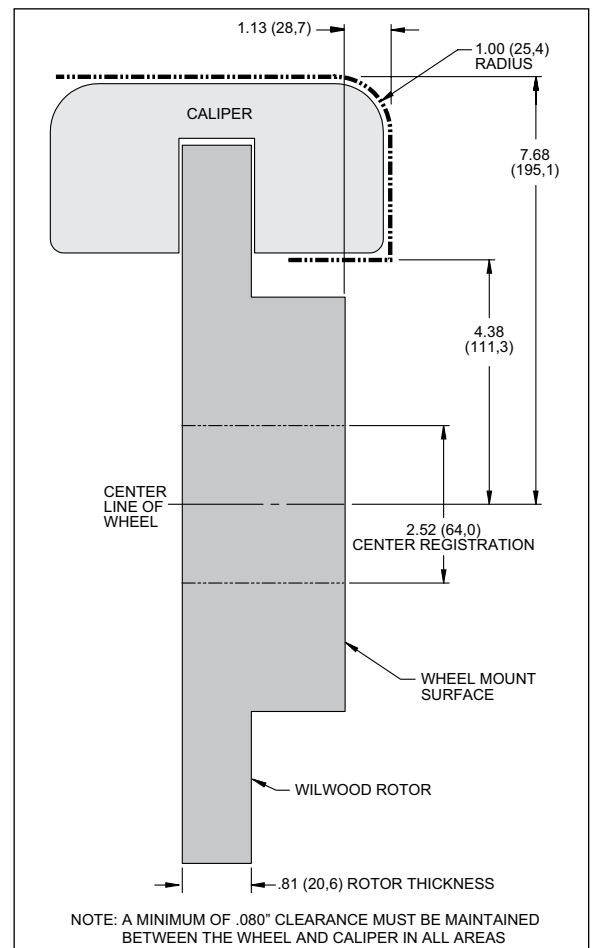 1.13 (28,7)
1.00 (25,4)
RADIUS
CALIPER
7.68
(195,1)
4.38
(111,3)
CENTER
LINE OF
WHEEL
2.52 (64,0)
CENTER REGISTRATION
WHEEL MOUNT
SURFACE
WILWOOD ROTOR
.81 (20,6) ROTOR THICKNESS
NOTE: A MINIMUM OF .080" CLEARANCE MUST BE MAINTAINED
BETWEEN THE WHEEL AND CALIPER IN ALL AREAS